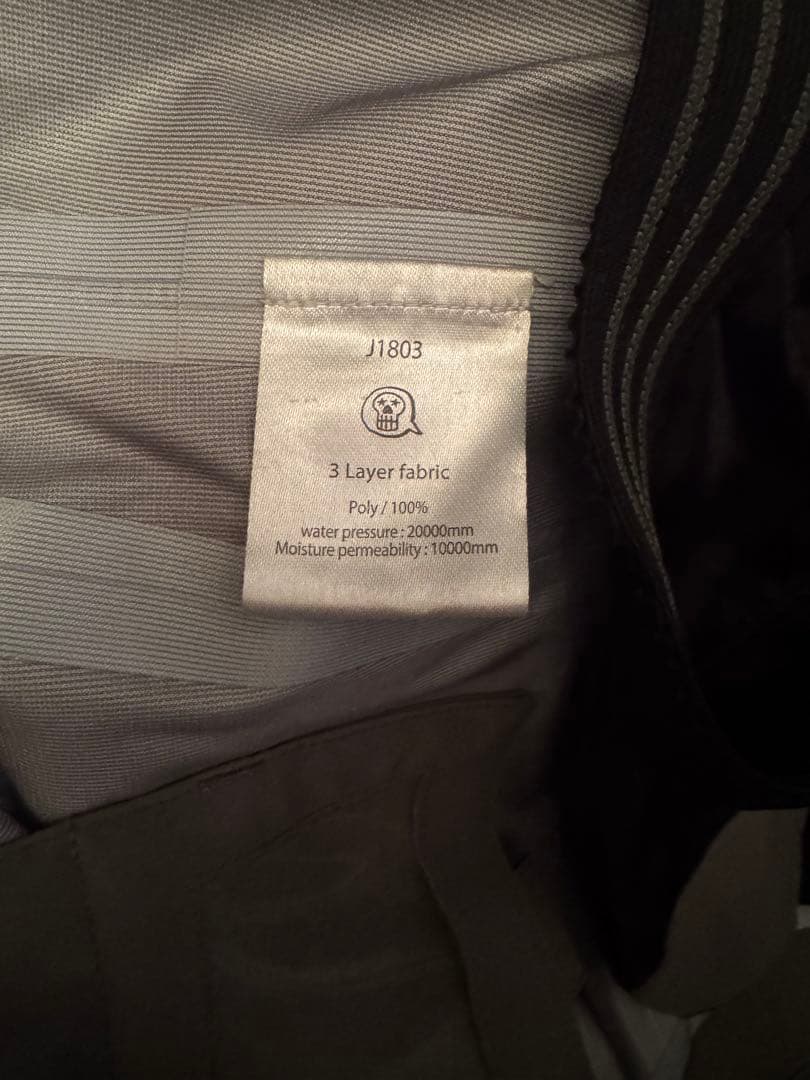 J1803
3 Layer fabric
Poly / 100%
water pressure : 20000mm
Moisture permeability : 10000mm